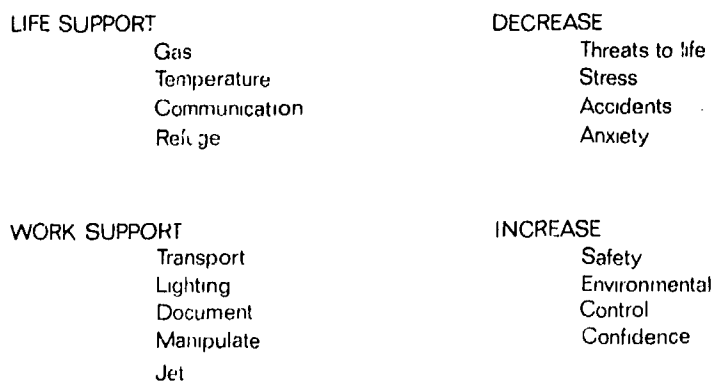 LIFE SUPPORT
Gas
Temperature
Communication
Refuge
DECREASE
Threats to life
Stress
Accidents
Anxiety
WORK SUPPORT
Transport
Lighting
Document
Manipulate
Jet
INCREASE
Safety
Environmental
Control
Confidence